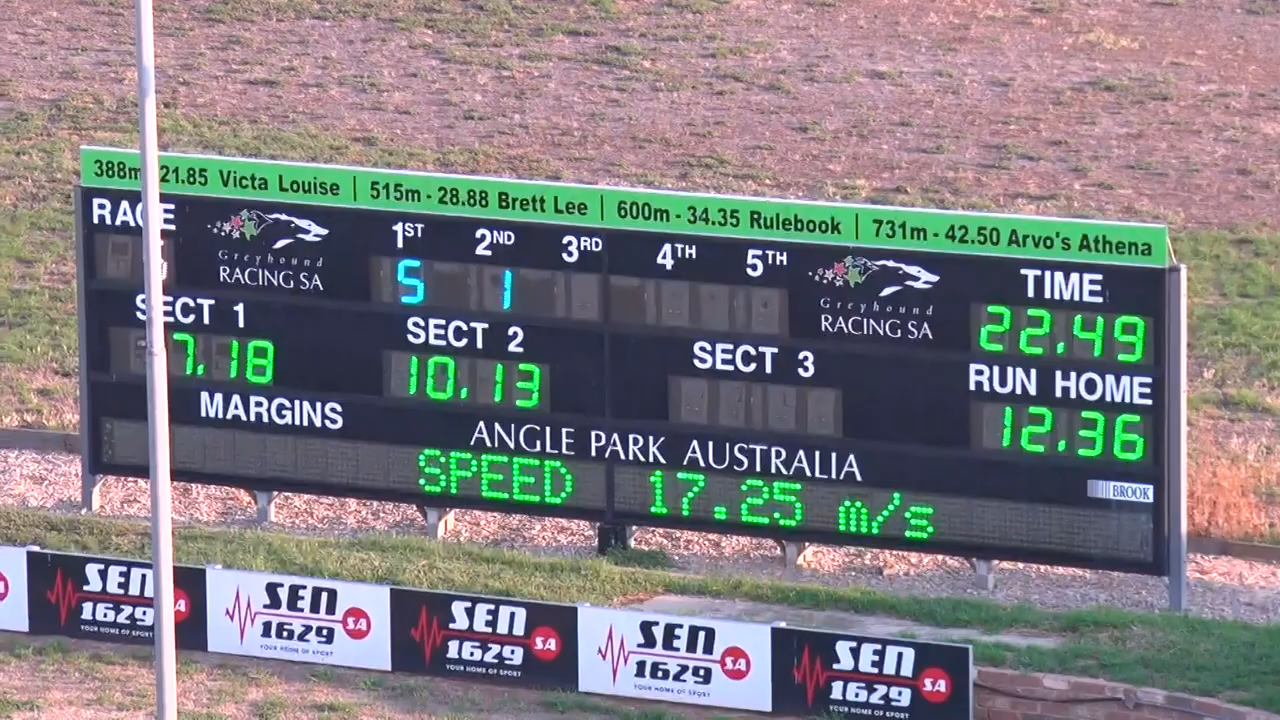 388m 21.85 Victa Louise | 515m - 28.88 Brett Lee | 600m - 34.35 Rulebook | 731m - 42.50 Arvo's Athena
RACE
Greyhound
RACING SA
1ST 2ND 3RD 4TH 5TH
5 1
Greyhound
RACING SA
TIME
22.49
SECT 1
7.18
SECT 2
10.13
SECT 3
RUN HOME
12.36
MARGINS
ANGLE PARK AUSTRALIA
SPEED 17.25 m/s
BROOK
SEN
1629 SA
YOUR HOME OF SPORT
SEN
1629 SA
YOUR HOME OF SPORT
SEN
1629 SA
YOUR HOME OF SPORT
SEN
1629 SA
YOUR HOME OF SPORT
SEN
1629 SA
YOUR HOME OF SPORT